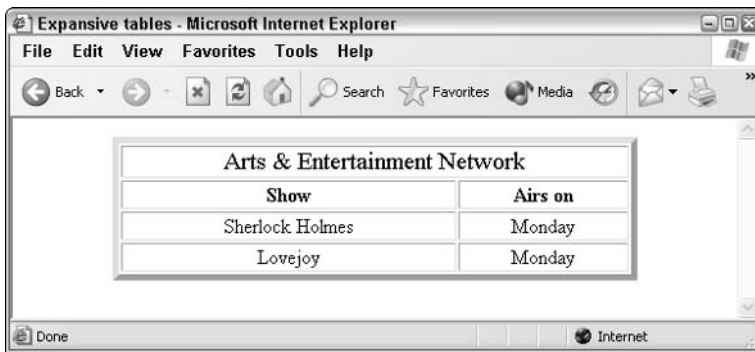 Expansive tables - Microsoft Internet Explorer
File Edit View Favorites Tools Help
Back Search Favorites Media »
Arts & Entertainment Network
Show Airs on
Sherlock Holmes Monday
Lovejoy Monday
Done Internet